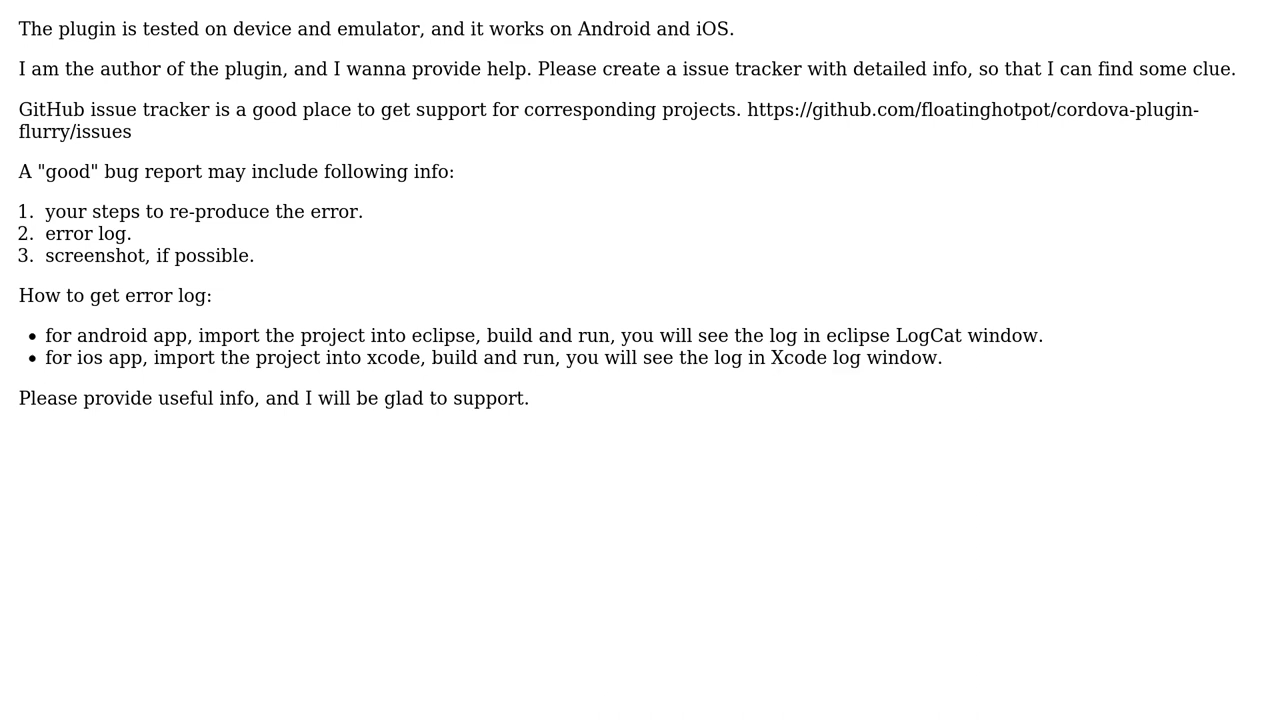 The plugin is tested on device and emulator, and it works on Android and iOS.
I am the author of the plugin, and I wanna provide help. Please create a issue tracker with detailed info, so that I can find some clue.
GitHub issue tracker is a good place to get support for corresponding projects. https://github.com/floatinghotpot/cordova-plugin-
flurry/issues
A "good" bug report may include following info:
1. your steps to re-produce the error.
2. error log.
3. screenshot, if possible.
How to get error log:
• for android app, import the project into eclipse, build and run, you will see the log in eclipse LogCat window.
• for ios app, import the project into xcode, build and run, you will see the log in Xcode log window.
Please provide useful info, and I will be glad to support.